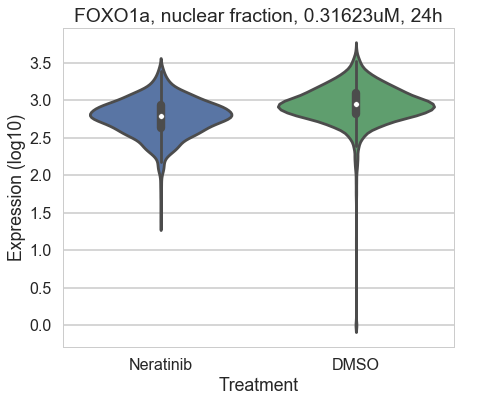 FOXO1a, nuclear fraction, 0.31623uM, 24h
Expression (log10)
3.5
3.0
2.5
2.0
1.5
1.0
0.5
0.0
Neratinib DMSO
Treatment